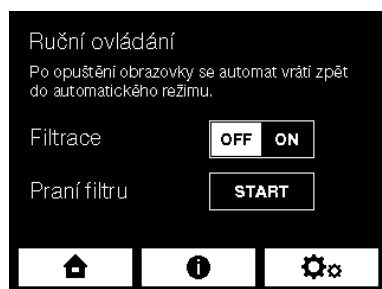 Ruční ovládání
Po opuštění obrazovky se automat vrátí zpět
do automatického režimu.
Filtrace
OFF ON
Praní filtru
START